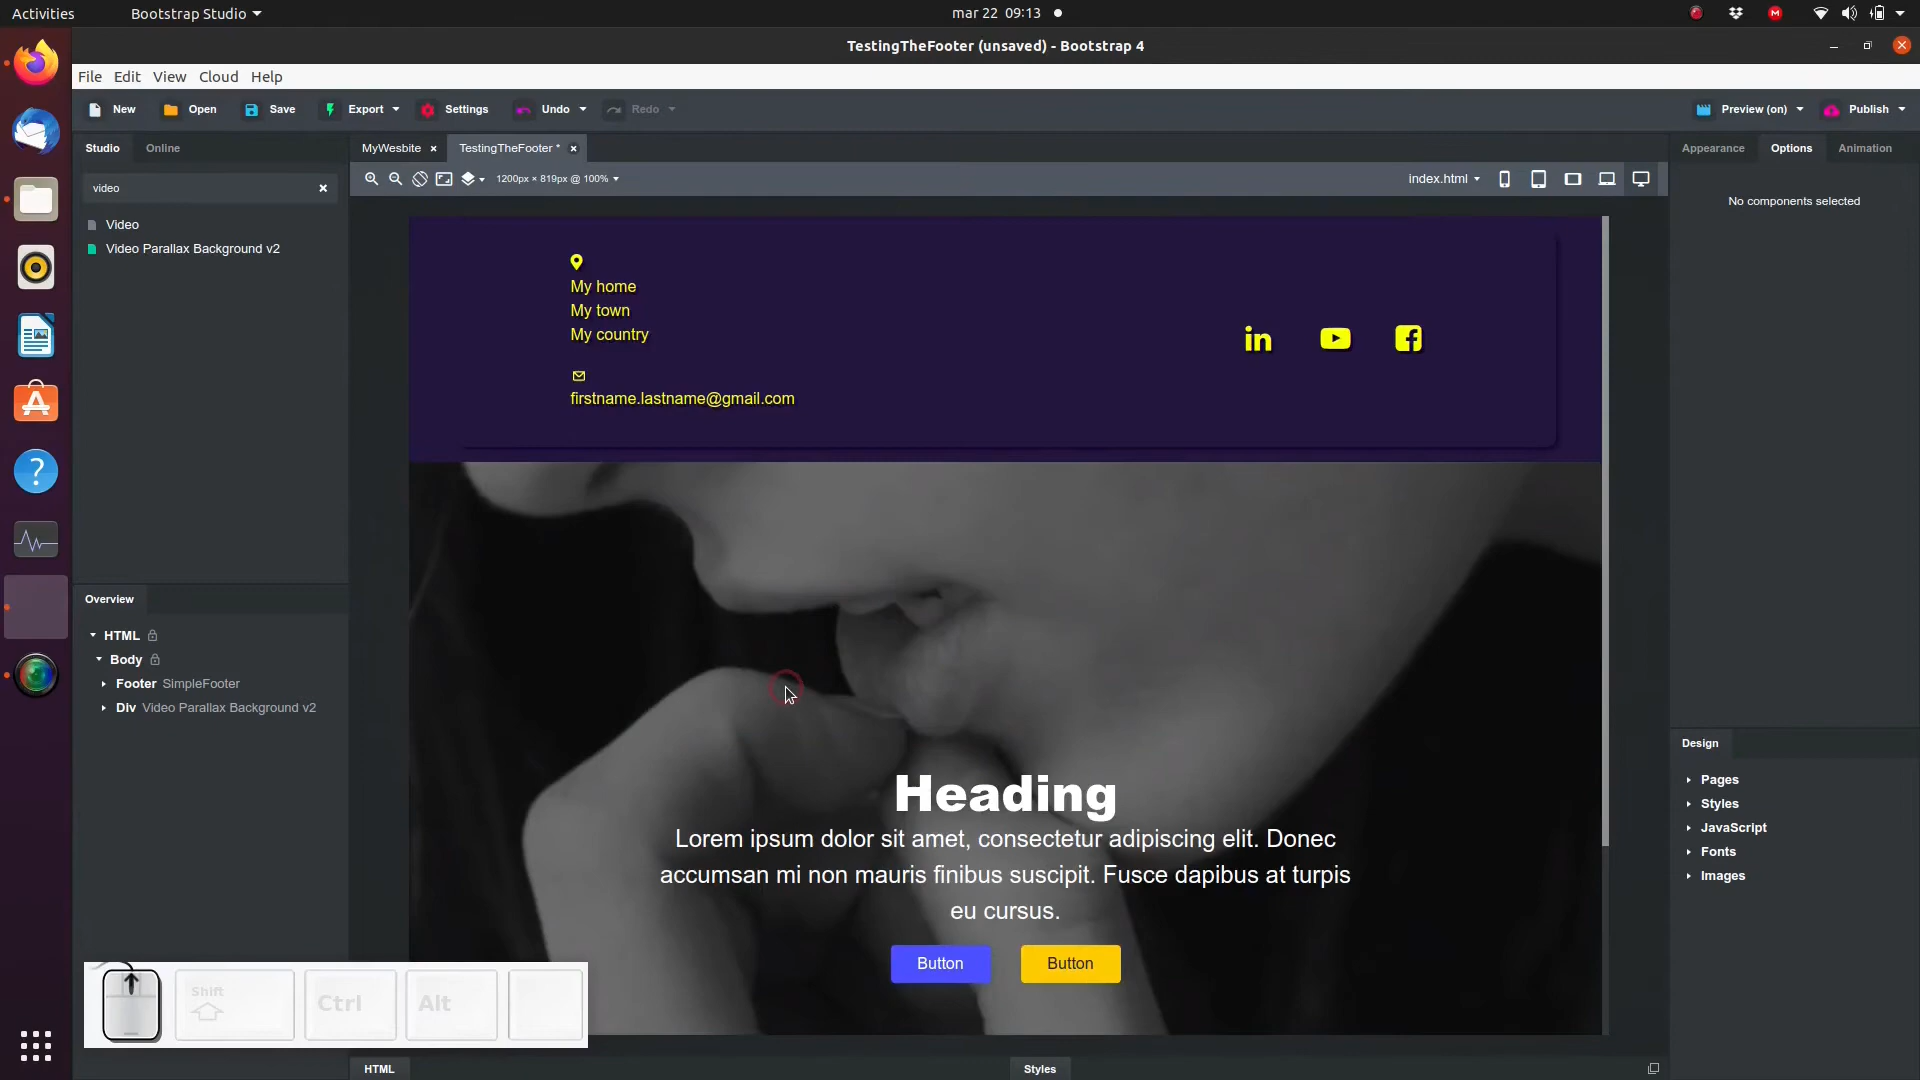 Activities
Bootstrap Studio
mar 22 09:13
TestingTheFooter (unsaved) - Bootstrap 4
File Edit View Cloud Help
New Open Save Export Settings Undo Redo Preview (on) Publish
Studio Online
MyWesbite TestingTheFooter *
Appearance Options Animation
video
1200px × 819px @ 100%
index.html
No components selected
Video
Video Parallax Background v2
My home
My town
My country
in
firstname.lastname@gmail.com
Overview
HTML
Body
Footer SimpleFooter
Div Video Parallax Background v2
Design
Pages
Styles
JavaScript
Fonts
Images
Heading
Lorem ipsum dolor sit amet, consectetur adipiscing elit. Donec
accumsan mi non mauris finibus suscipit. Fusce dapibus at turpis
eu cursus.
Button Button
Shift Ctrl Alt
HTML Styles